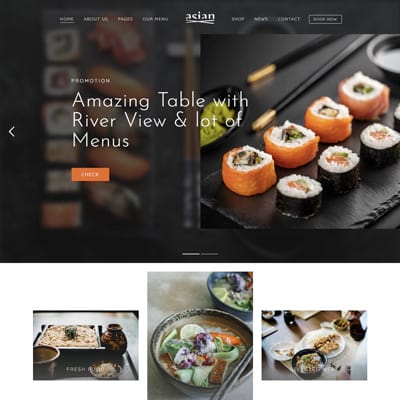 HOME ABOUT US PAGES OUR MENU asian SHOP NEWS CONTACT BOOK NOW
PROMOTION
Amazing Table with
River View & lot of
Menus
CHECK
FRESH FOOD